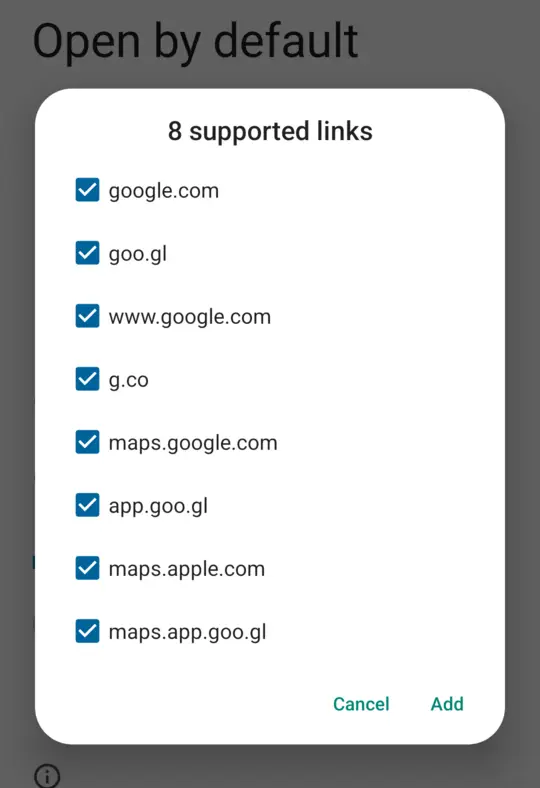 Open by default
8 supported links
google.com
goo.gl
www.google.com
g.co
maps.google.com
app.goo.gl
maps.apple.com
maps.app.goo.gl
Cancel Add